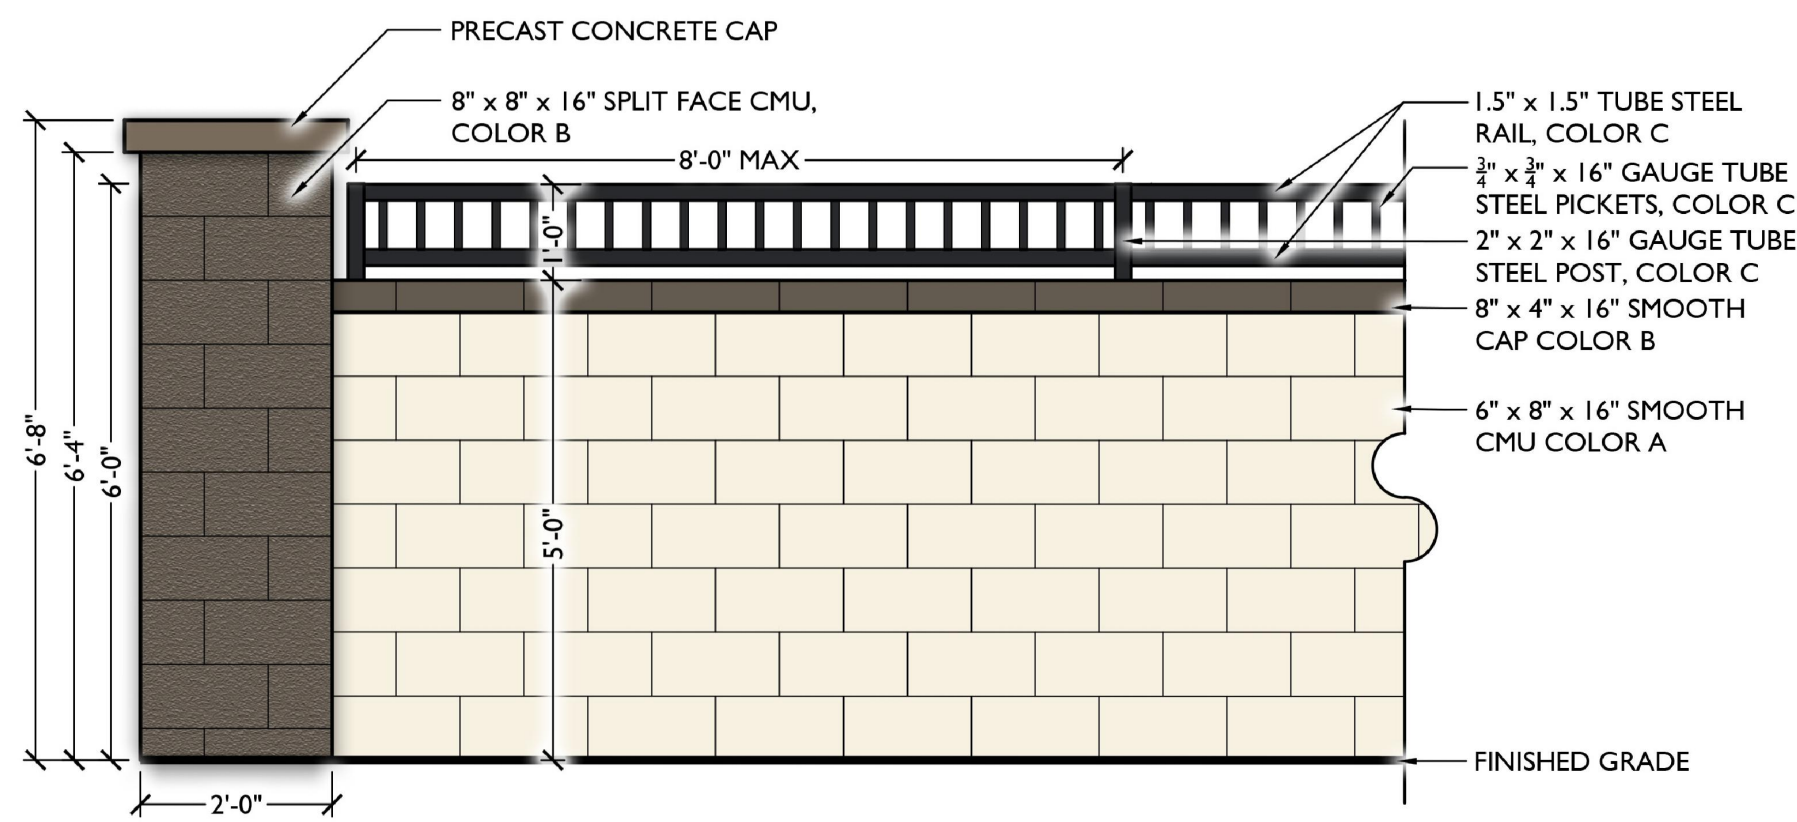 PRECAST CONCRETE CAP
8" x 8" x 16" SPLIT FACE CMU,
COLOR B
8'-0" MAX
1.5" x 1.5" TUBE STEEL
RAIL, COLOR C
3/4" x 3/4" x 16" GAUGE TUBE
STEEL PICKETS, COLOR C
2" x 2" x 16" GAUGE TUBE
STEEL POST, COLOR C
8" x 4" x 16" SMOOTH
CAP COLOR B
6" x 8" x 16" SMOOTH
CMU COLOR A
FINISHED GRADE
6'-8"
6'-4"
6'-0"
1'-0"
5'-0"
2'-0"